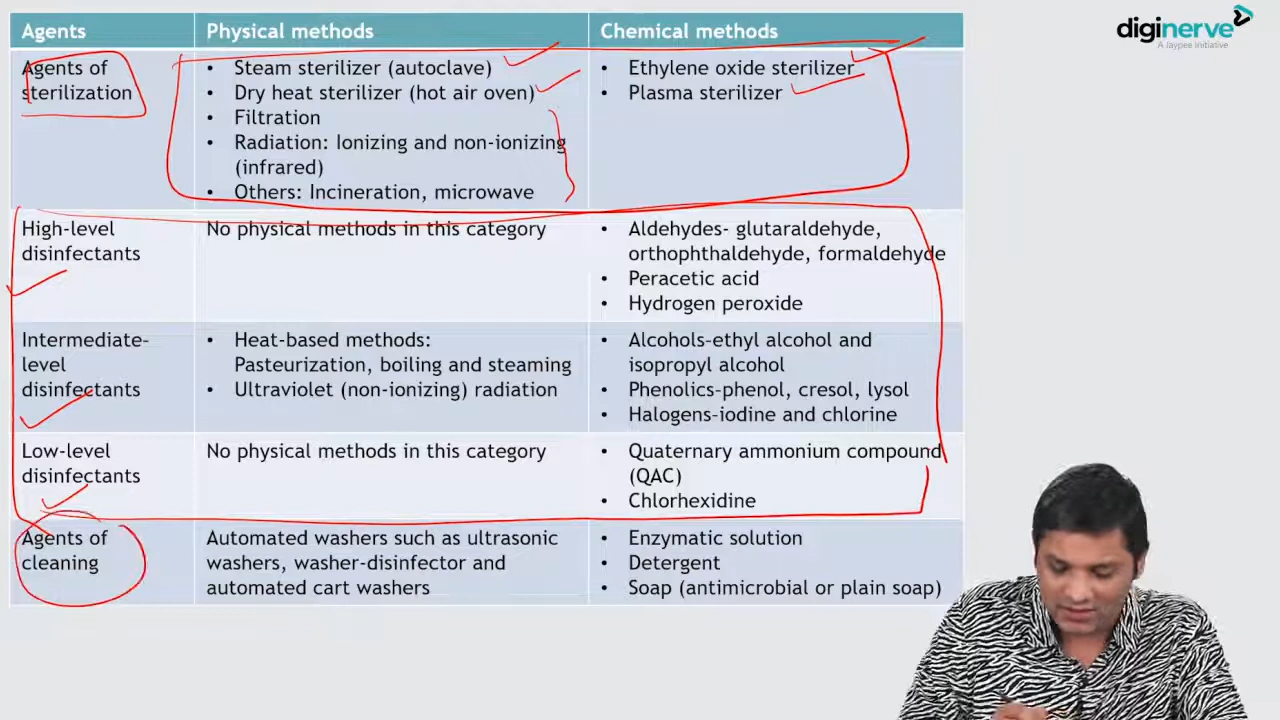 diginerve
A Jaypee Initiative
Agents
Physical methods
Chemical methods
Agents of
sterilization
• Steam sterilizer (autoclave)
• Dry heat sterilizer (hot air oven)
• Filtration
• Radiation: Ionizing and non-ionizing
(infrared)
• Others: Incineration, microwave
• Ethylene oxide sterilizer
• Plasma sterilizer
High-level
disinfectants
No physical methods in this category
• Aldehydes- glutaraldehyde,
orthophthaldehyde, formaldehyde
• Peracetic acid
• Hydrogen peroxide
Intermediate-
level
disinfectants
• Heat-based methods:
Pasteurization, boiling and steaming
• Ultraviolet (non-ionizing) radiation
• Alcohols-ethyl alcohol and
isopropyl alcohol
• Phenolics-phenol, cresol, lysol
• Halogens-iodine and chlorine
Low-level
disinfectants
No physical methods in this category
• Quaternary ammonium compound
(QAC)
• Chlorhexidine
Agents of
cleaning
Automated washers such as ultrasonic
washers, washer-disinfector and
automated cart washers
• Enzymatic solution
• Detergent
• Soap (antimicrobial or plain soap)